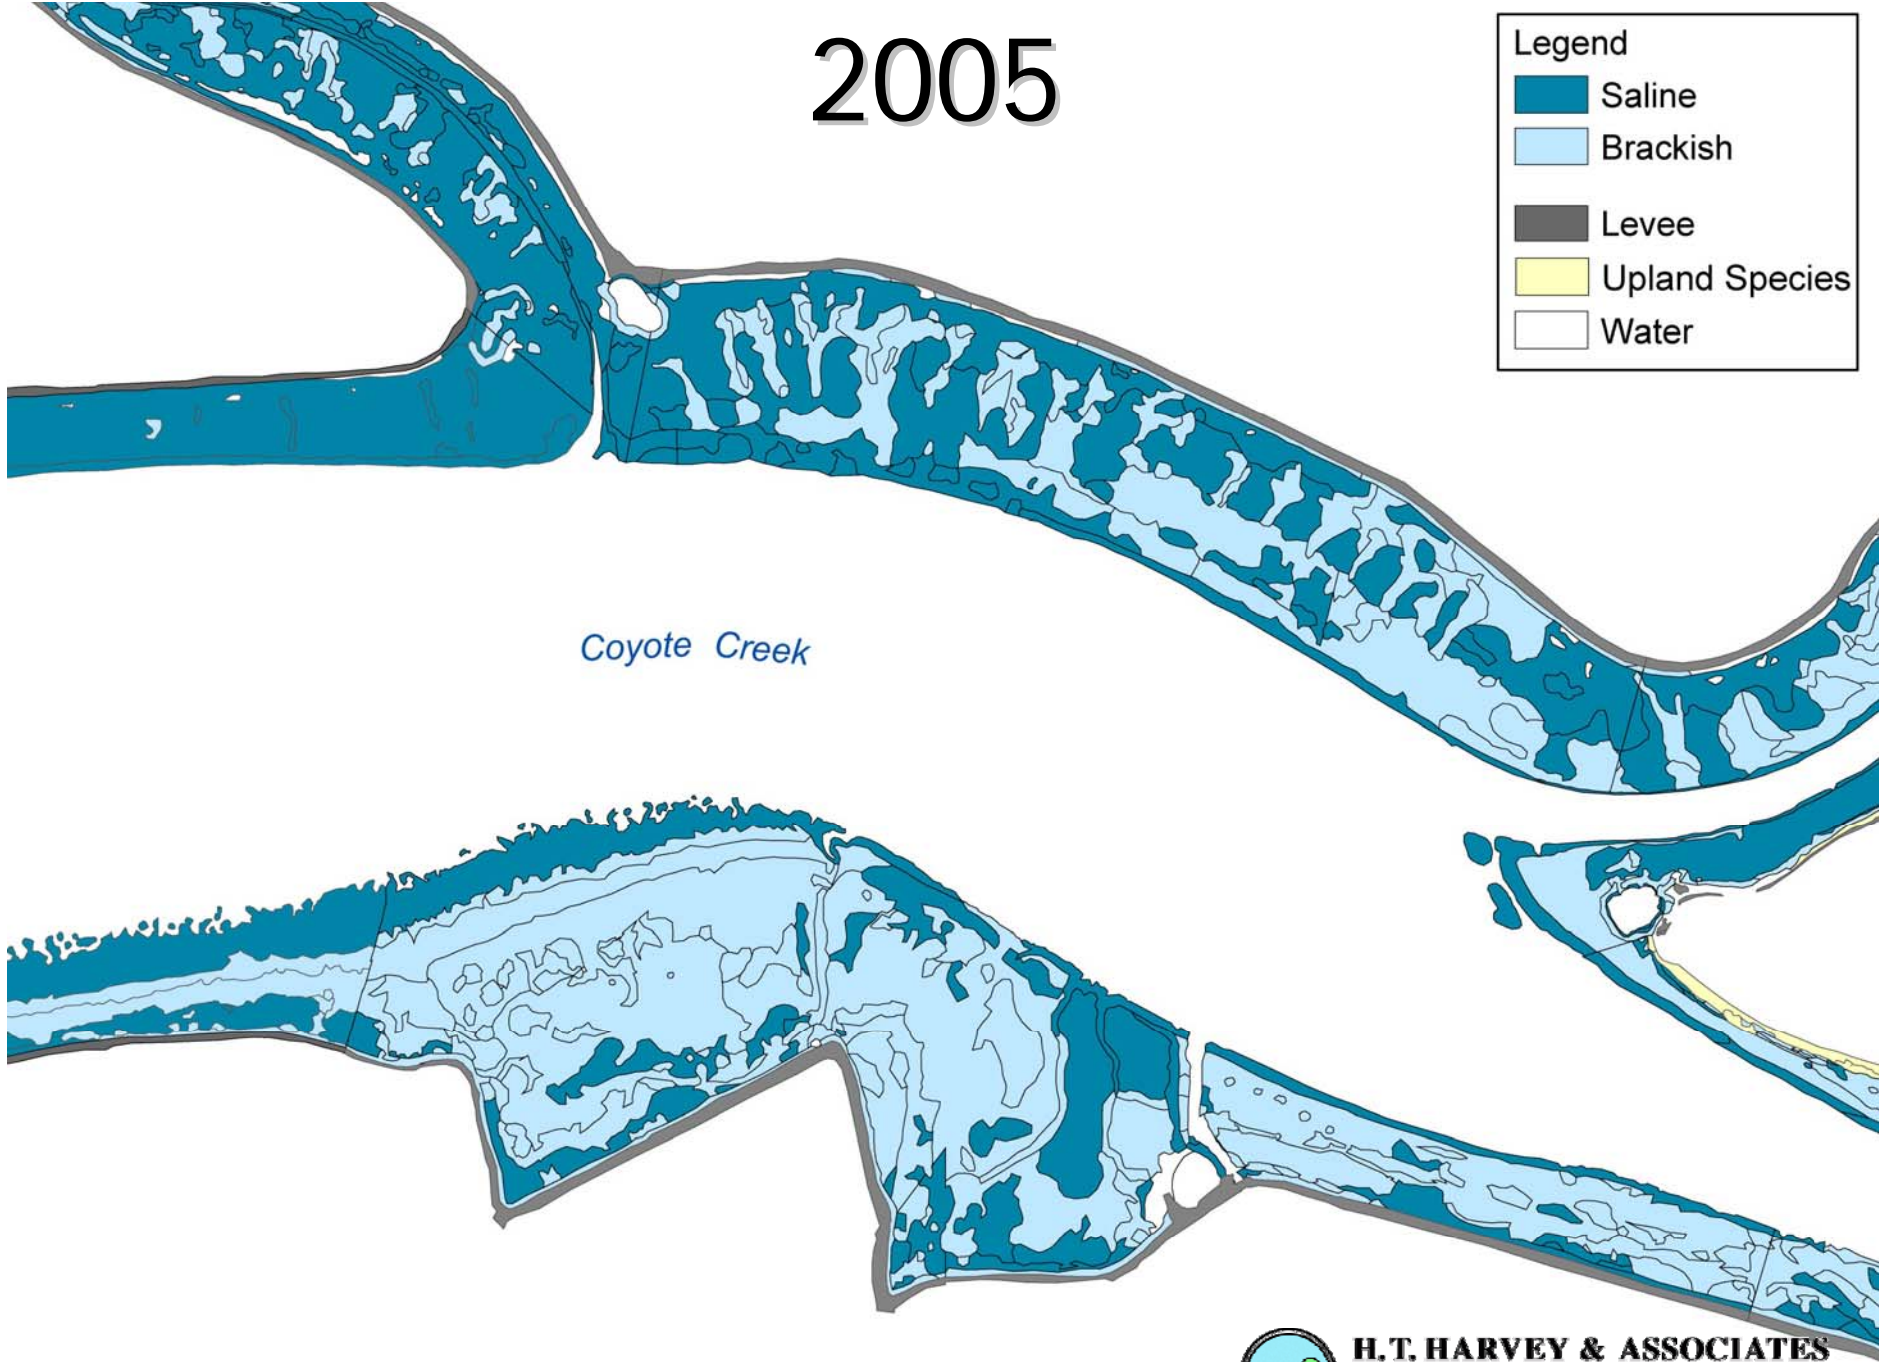 2005
Legend
Saline
Brackish
Levee
Upland Species
Water
Coyote Creek
H.T. HARVEY & ASSOCIATES